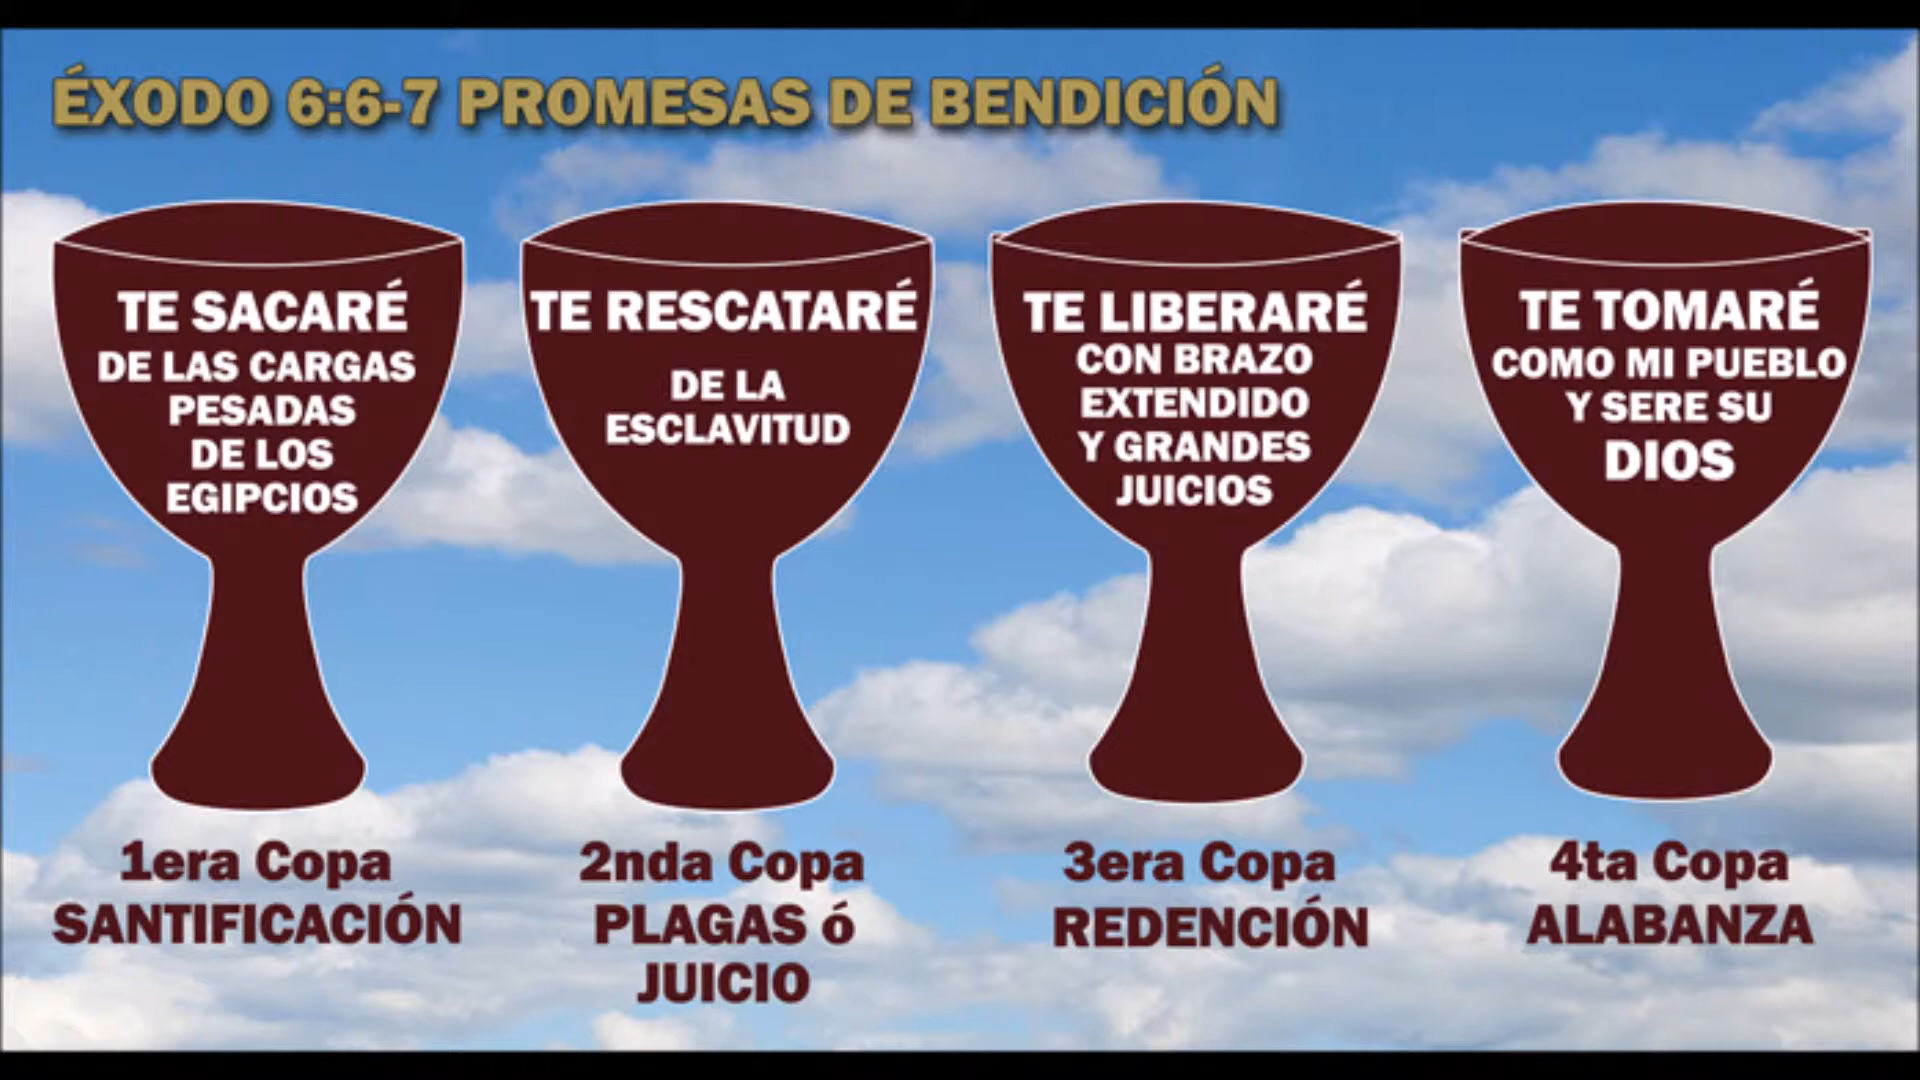 ÉXODO 6:6-7 PROMESAS DE BENDICIÓN
TE SACARÉ
DE LAS CARGAS
PESADAS
DE LOS
EGIPCIOS
1era Copa
SANTIFICACIÓN
TE RESCATARÉ
DE LA
ESCLAVITUD
2nda Copa
PLAGAS ó
JUICIO
TE LIBERARÉ
CON BRAZO
EXTENDIDO
Y GRANDES
JUICIOS
3era Copa
REDENCIÓN
TE TOMARÉ
COMO MI PUEBLO
Y SERE SU
DIOS
4ta Copa
ALABANZA